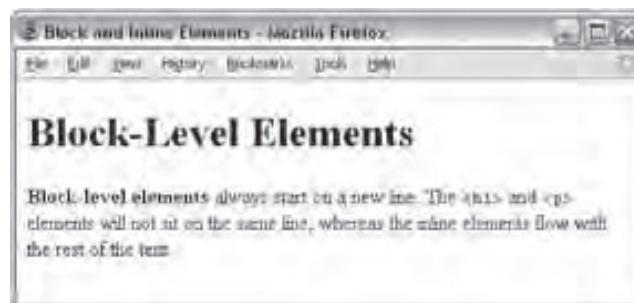 Block and Inline Elements - Mozilla Firefox
File Edit View History Bookmarks Tools Help
Block-Level Elements
Block-level elements always start on a new line. The <h1> and <p>
elements will not sit on the same line, whereas the inline elements flow with
the rest of the text.